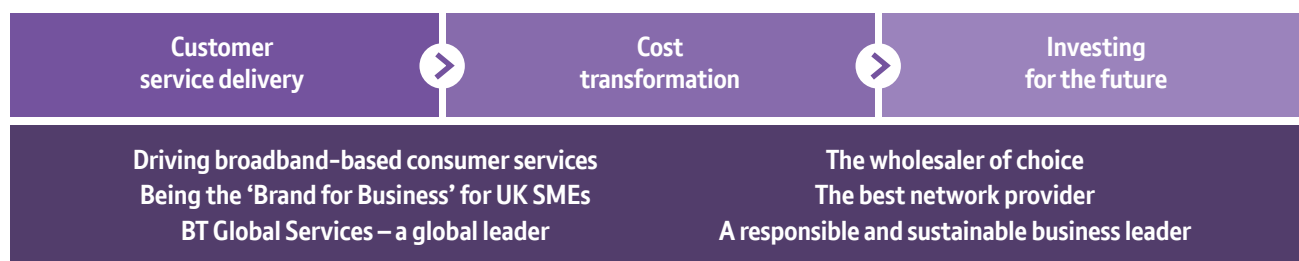 Customer
service delivery
Cost
transformation
Investing
for the future
Driving broadband-based consumer services
Being the ‘Brand for Business’ for UK SMEs
BT Global Services – a global leader
The wholesaler of choice
The best network provider
A responsible and sustainable business leader